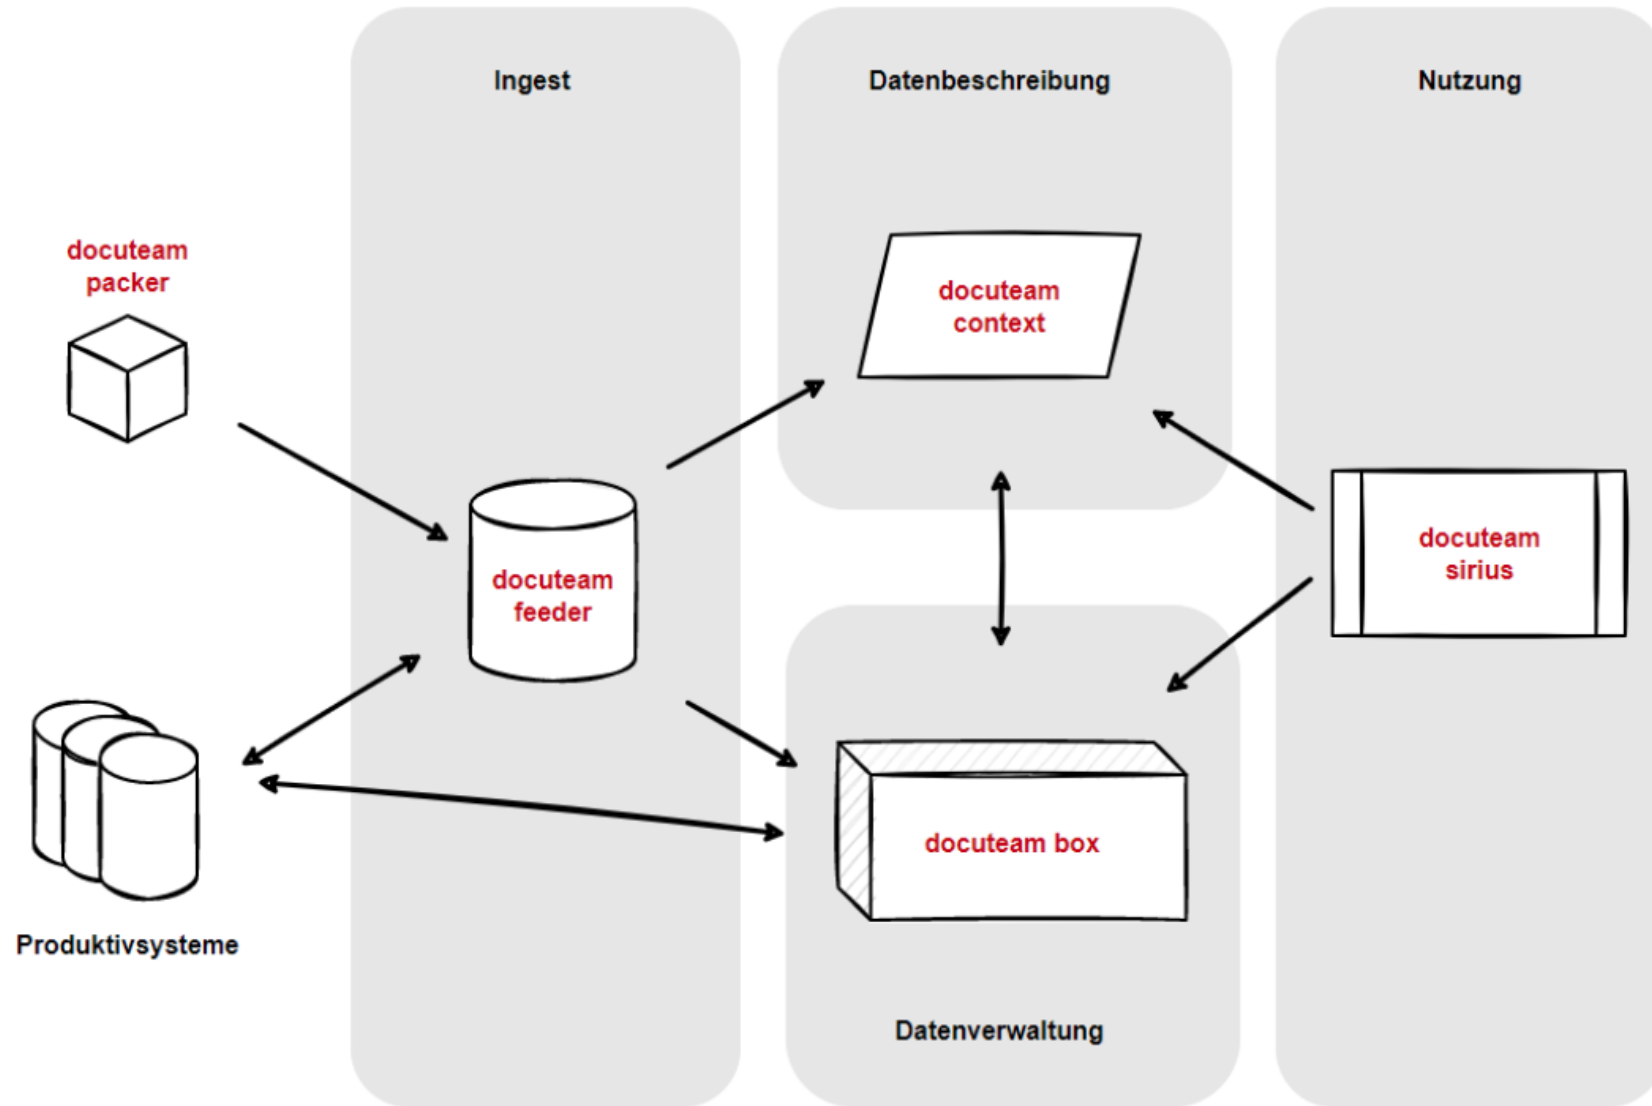 Ingest
Datenbeschreibung
Nutzung
docuteam
packer
docuteam
context
docuteam
feeder
docuteam
sirius
docuteam box
Produktivsysteme
Datenverwaltung